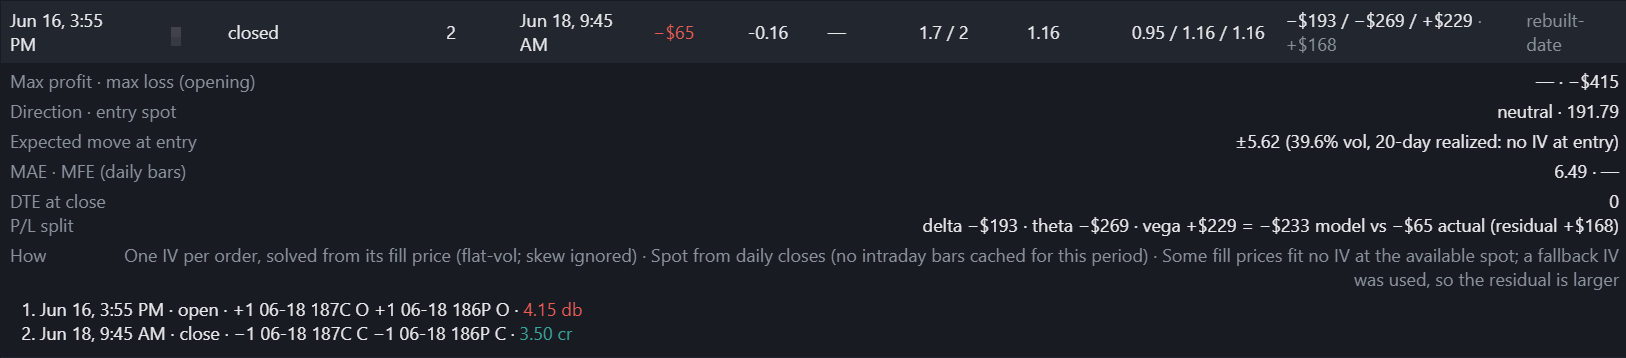 Jun 16, 3:55 PM closed 2 Jun 18, 9:45 AM −$65 -0.16 — 1.7 / 2 1.16 0.95 / 1.16 / 1.16 −$193 / −$269 / +$229 · +$168 rebuilt-date
Max profit · max loss (opening) — · −$415
Direction · entry spot neutral · 191.79
Expected move at entry ±5.62 (39.6% vol, 20-day realized: no IV at entry)
MAE · MFE (daily bars) 6.49 · —
DTE at close 0
P/L split delta −$193 · theta −$269 · vega +$229 = −$233 model vs −$65 actual (residual +$168)
How One IV per order, solved from its fill price (flat-vol; skew ignored) · Spot from daily closes (no intraday bars cached for this period) · Some fill prices fit no IV at the available spot; a fallback IV
was used, so the residual is larger
1. Jun 16, 3:55 PM · open · +1 06-18 187C O +1 06-18 186P O · 4.15 db
2. Jun 18, 9:45 AM · close · −1 06-18 187C C −1 06-18 186P C · 3.50 cr